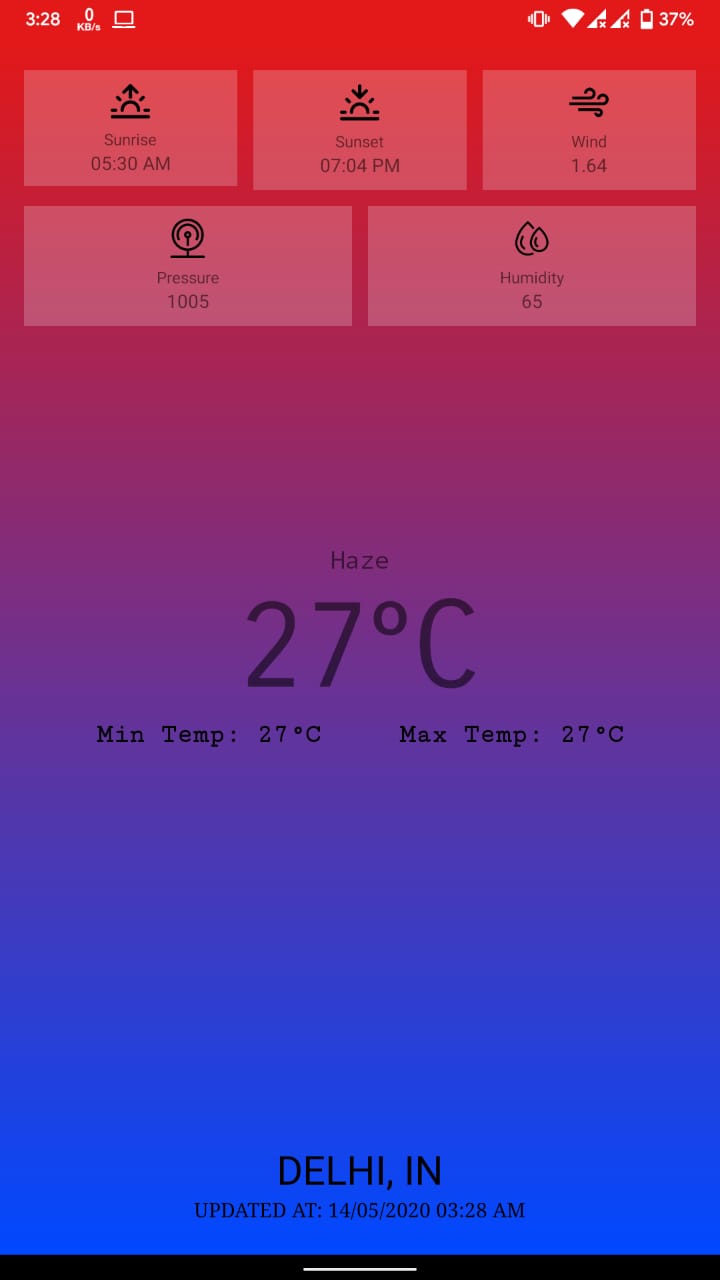 3:28 0 KB/s 37%
Sunrise
05:30 AM
Sunset
07:04 PM
Wind
1.64
Pressure
1005
Humidity
65
Haze
27°C
Min Temp: 27°C Max Temp: 27°C
DELHI, IN
UPDATED AT: 14/05/2020 03:28 AM